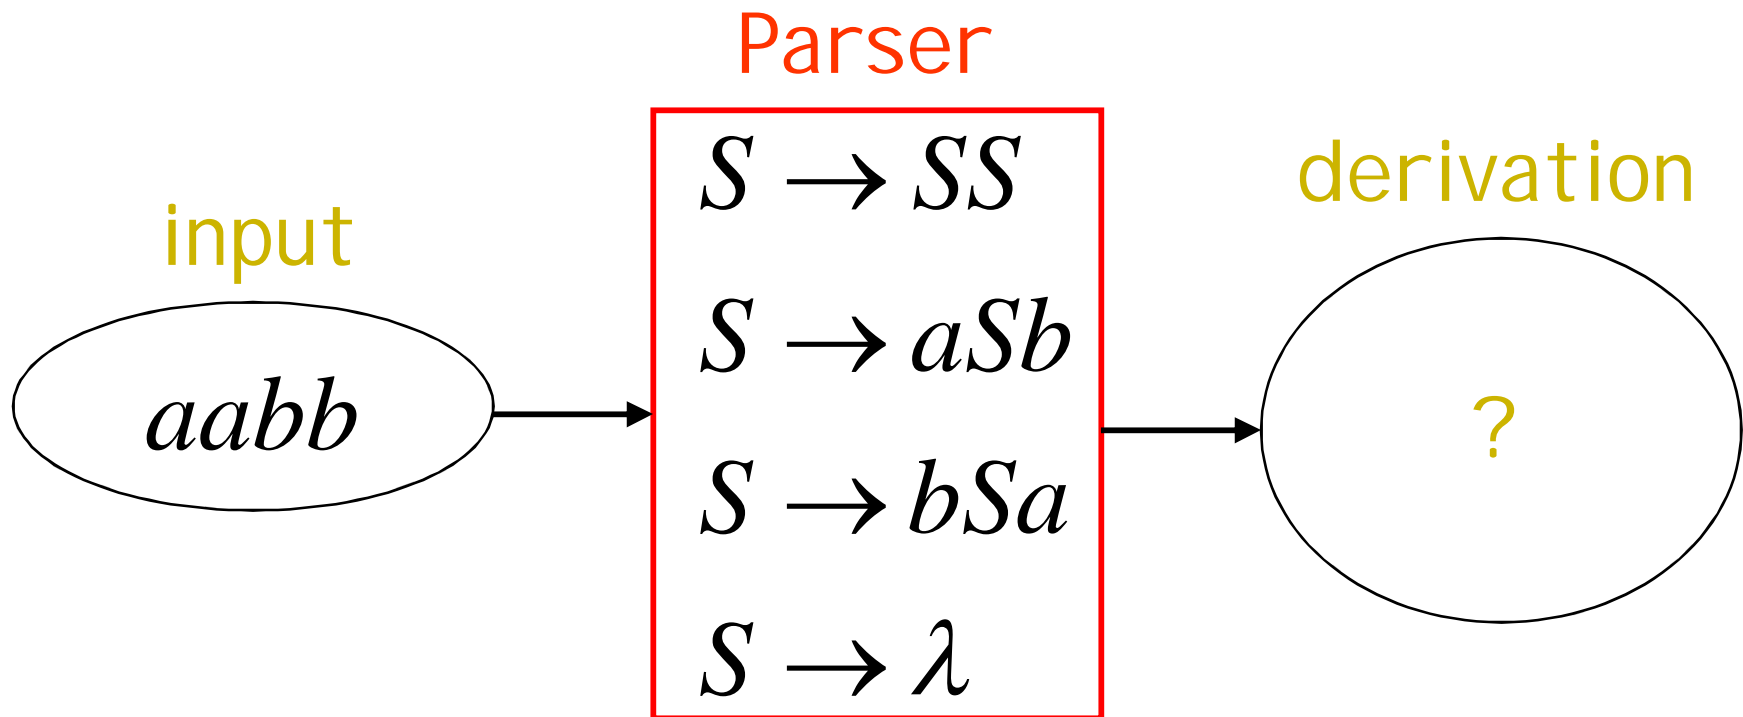 Parser
input
aabb
S → SS
S → aSb
S → bSa
S → λ
derivation
?